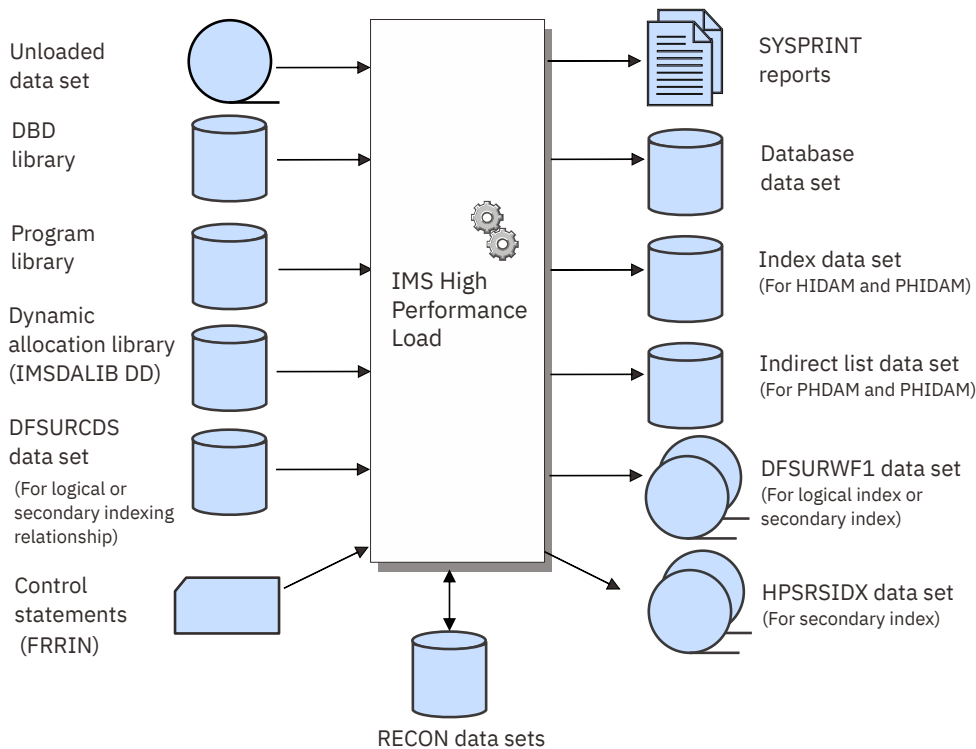 Unloaded
data set
DBD
library
Program
library
Dynamic
allocation library
(IMSDALIB DD)
DFSURCDS
data set
(For logical or
secondary indexing
relationship)
Control
statements
(FRRIN)
IMS High
Performance
Load
RECON data sets
SYSPRINT
reports
Database
data set
Index data set
(For HIDAM and PHIDAM)
Indirect list data set
(For PHDAM and PHIDAM)
DFSURWF1 data set
(For logical index or
secondary index)
HPSRSIDX data set
(For secondary index)